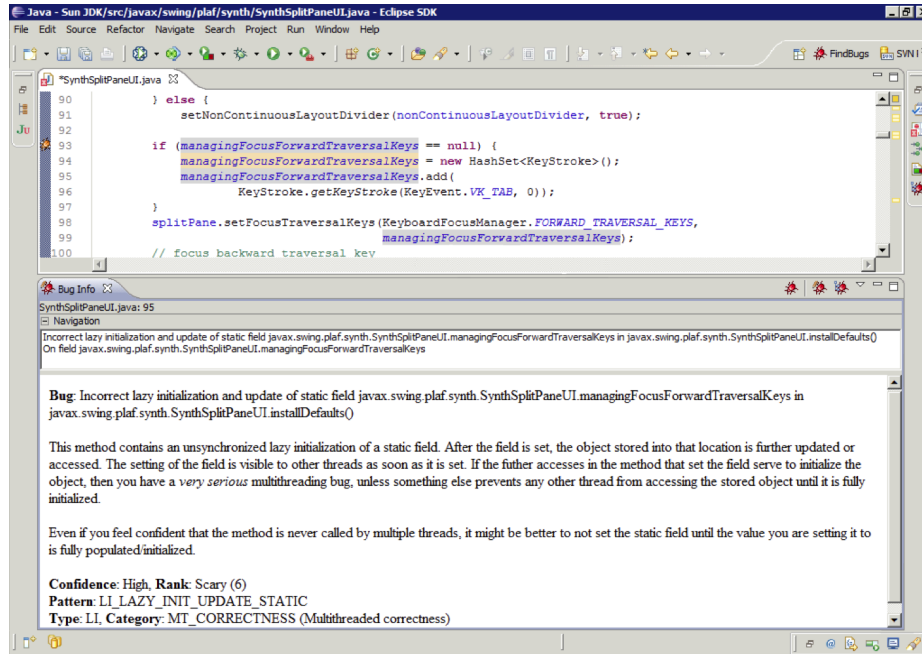 Java - Sun JDK/src/javax/swing/plaf/synth/SynthSplitPaneUI.java - Eclipse SDK
File Edit Source Refactor Navigate Search Project Run Window Help
FindBugs SVN
*SynthSplitPaneUI.java
90 } else {
91 setNonContinuousLayoutDivider(nonContinuousLayoutDivider, true);
92
93 if (managingFocusForwardTraversalKeys == null) {
94 managingFocusForwardTraversalKeys = new HashSet<KeyStroke>();
95 managingFocusForwardTraversalKeys.add(
96 KeyStroke.getKeyStroke(KeyEvent.VK_TAB, 0));
97 }
98 splitPane.setFocusTraversalKeys(KeyboardFocusManager.FORWARD_TRAVERSAL_KEYS,
99 managingFocusForwardTraversalKeys);
100 // focus backward traversal key
Ju
Bug Info
SynthSplitPaneUI.java: 95
Navigation
Incorrect lazy initialization and update of static field javax.swing.plaf.synth.SynthSplitPaneUI.managingFocusForwardTraversalKeys in javax.swing.plaf.synth.SynthSplitPaneUI.installDefaults()
On field javax.swing.plaf.synth.SynthSplitPaneUI.managingFocusForwardTraversalKeys
Bug: Incorrect lazy initialization and update of static field javax.swing.plaf.synth.SynthSplitPaneUI.managingFocusForwardTraversalKeys in
javax.swing.plaf.synth.SynthSplitPaneUI.installDefaults()
This method contains an unsynchronized lazy initialization of a static field. After the field is set, the object stored into that location is further updated or
accessed. The setting of the field is visible to other threads as soon as it is set. If the futher accesses in the method that set the field serve to initialize the
object, then you have a very serious multithreading bug, unless something else prevents any other thread from accessing the stored object until it is fully
initialized.
Even if you feel confident that the method is never called by multiple threads, it might be better to not set the static field until the value you are setting it to
is fully populated/initialized.
Confidence: High, Rank: Scary (6)
Pattern: LI_LAZY_INIT_UPDATE_STATIC
Type: LI, Category: MT_CORRECTNESS (Multithreaded correctness)